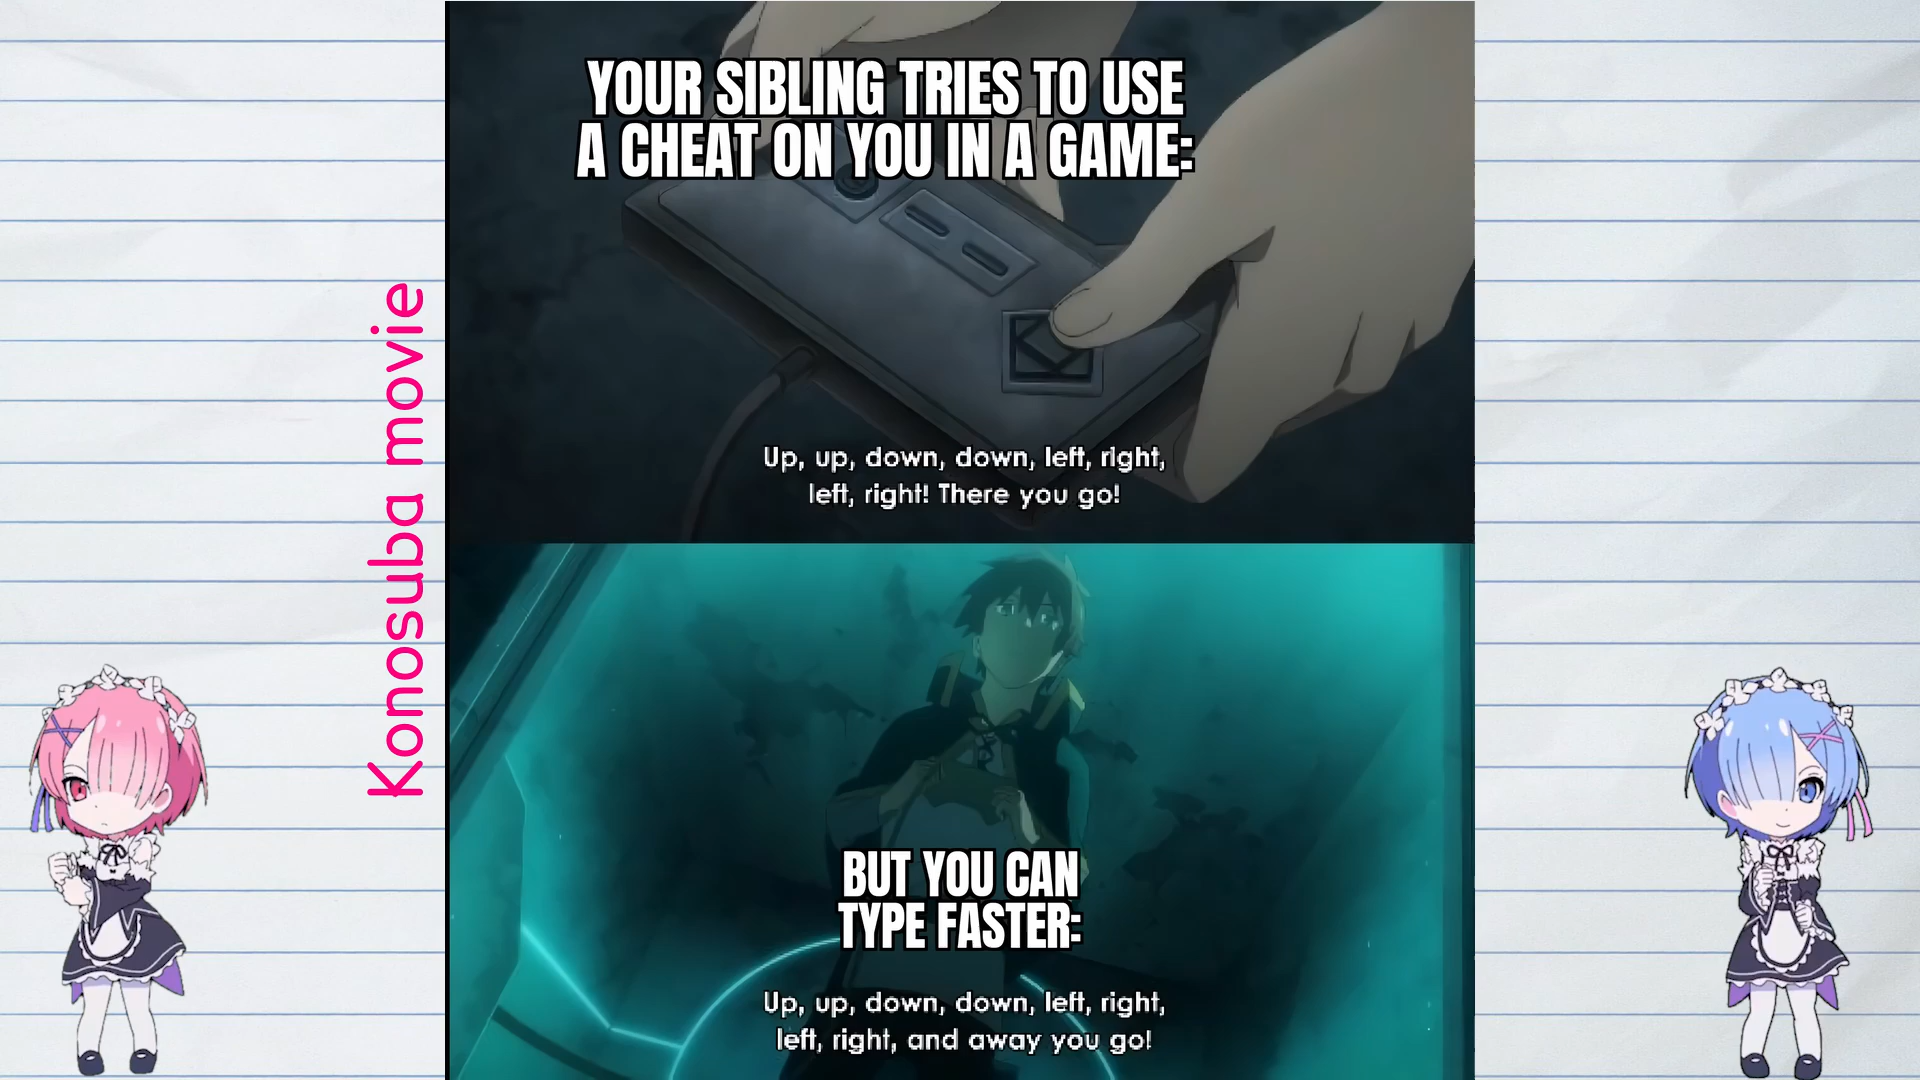 YOUR SIBLING TRIES TO USE
A CHEAT ON YOU IN A GAME:
Up, up, down, down, left, right,
left, right! There you go!
Konosuba movie
BUT YOU CAN
TYPE FASTER:
Up, up, down, down, left, right,
left, right, and away you go!